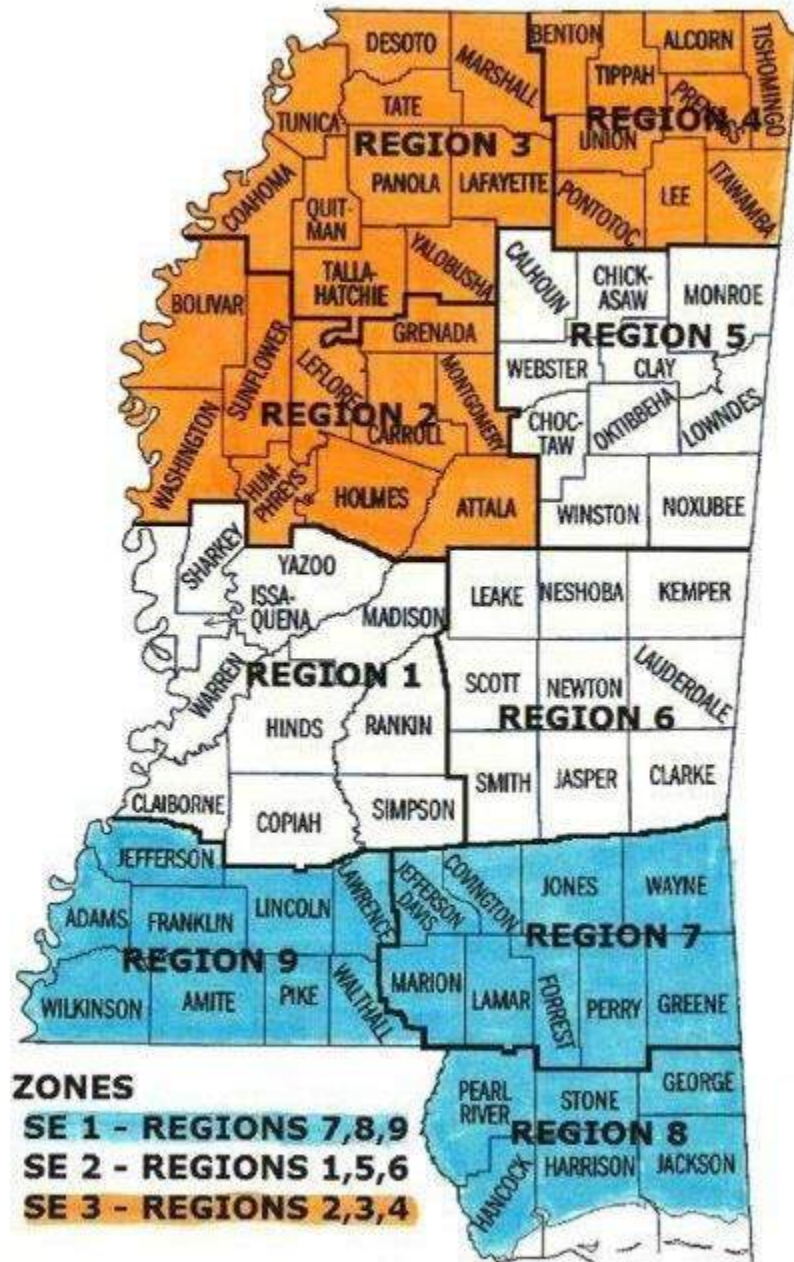 DESOTO
BENTON
ALCORN
TISHOMINGO
MARSHALL
TIPPAH
TATE
PRENTISS
TUNICA
REGION 3
UNION
REGION 4
PANOLA
LAFAYETTE
COAHOMA
QUIT-
MAN
PONTOTOC
LEE
ITAWAMBA
TALLA-
HATCHIE
YALOBUSHA
CALHOUN
CHICK-
ASAW
MONROE
BOLIVAR
GRENADA
REGION 5
SUNFLOWER
LEFLORE
MONTGOMERY
WEBSTER
CLAY
REGION 2
CARROLL
CHOC-
TAW
OKTIBBEHA
LOWNDES
WASHINGTON
HUM-
PHREYS
HOLMES
ATTALA
WINSTON
NOXUBEE
SHARKEY
YAZOO
ISSA-
QUENA
MADISON
LEAKE
NESHOBA
KEMPER
WARREN
REGION 1
SCOTT
NEWTON
LAUDERDALE
REGION 6
HINDS
RANKIN
SMITH
JASPER
CLARKE
CLAIBORNE
COPIAH
SIMPSON
JEFFERSON
LAWRENCE
JEFFERSON
DAVIS
COVINGTON
JONES
WAYNE
ADAMS
FRANKLIN
LINCOLN
REGION 7
REGION 9
MARION
LAMAR
FORREST
PERRY
GREENE
WILKINSON
AMITE
PIKE
WALTHALL
PEARL
RIVER
STONE
GEORGE
REGION 8
HANCOCK
HARRISON
JACKSON
ZONES
SE 1 - REGIONS 7,8,9
SE 2 - REGIONS 1,5,6
SE 3 - REGIONS 2,3,4